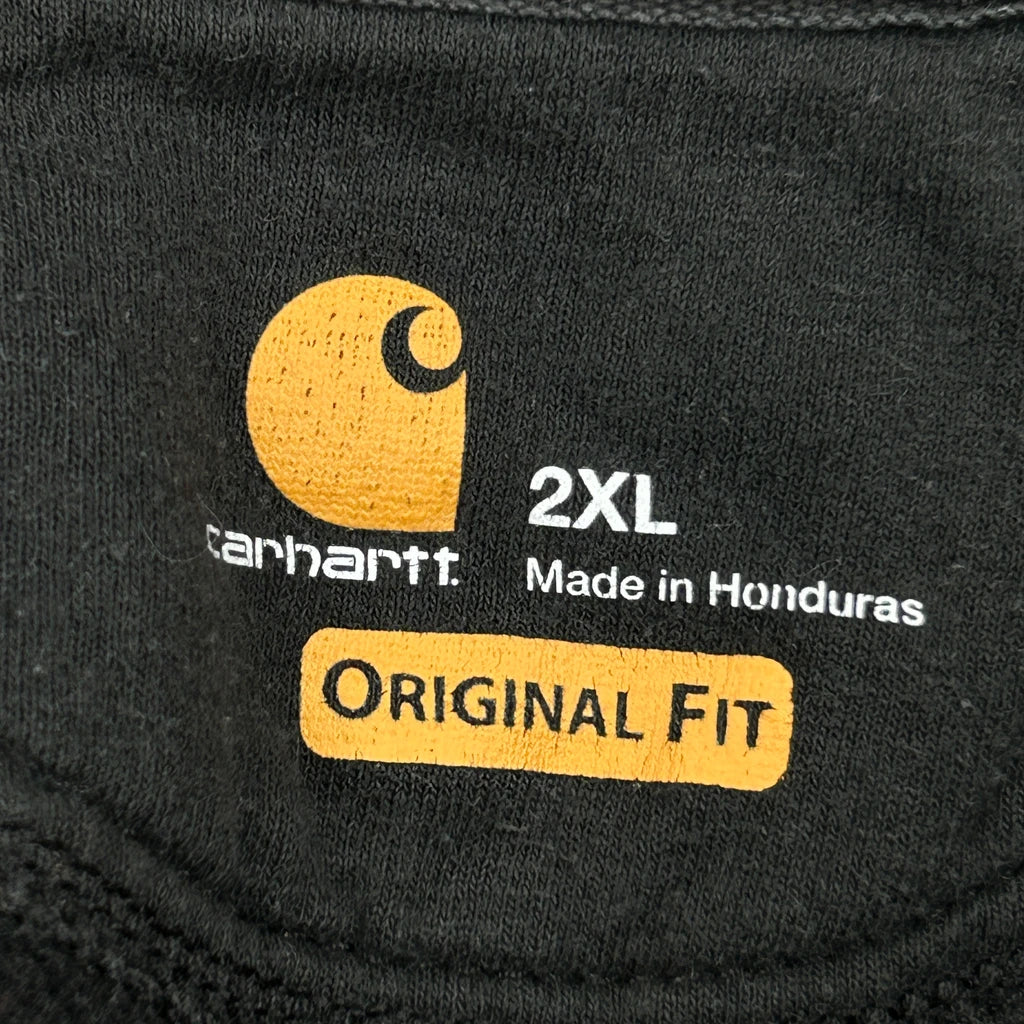 carhartt.
2XL
Made in Honduras
ORIGINAL FIT